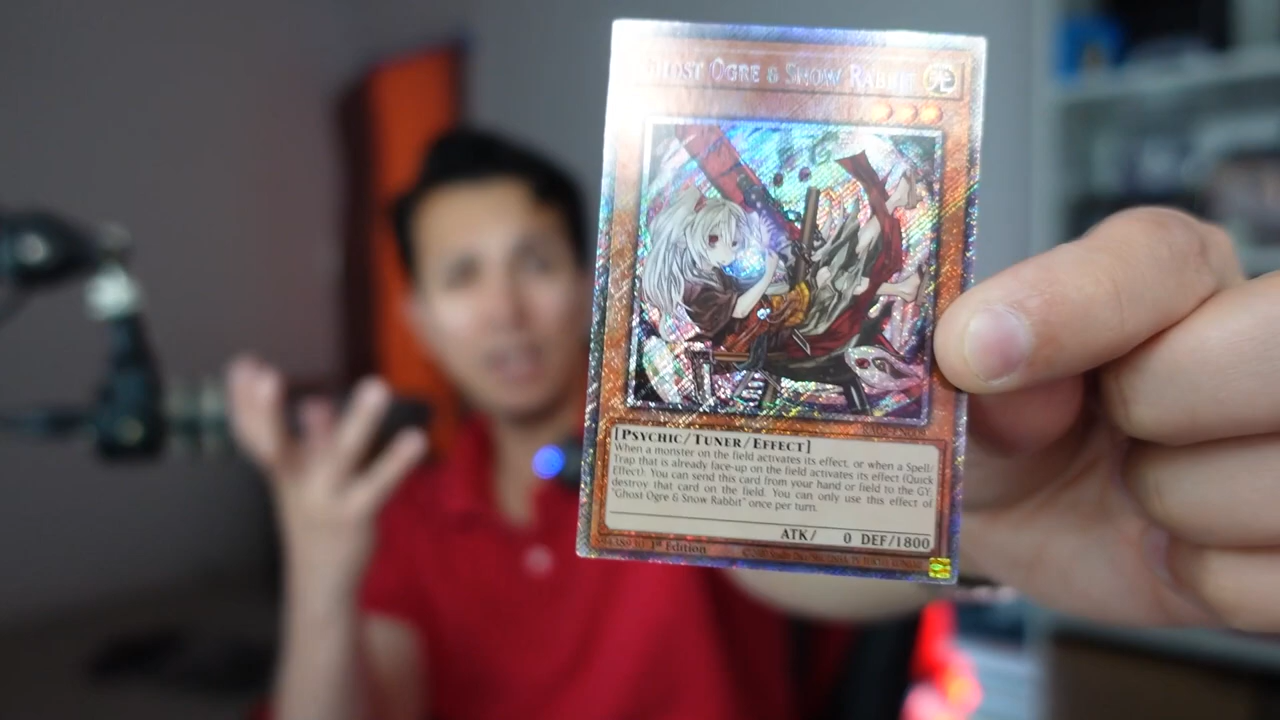 GHOST OGRE & SNOW RABBIT
[PSYCHIC/TUNER/EFFECT]
When a monster on the field activates its effect, or when a Spell/
Trap that is already face-up on the field activates its effect (Quick
Effect): You can send this card from your hand or field to the GY;
destroy that card on the field. You can only use this effect of
"Ghost Ogre & Snow Rabbit" once per turn.
ATK/ 0 DEF/1800
1st Edition